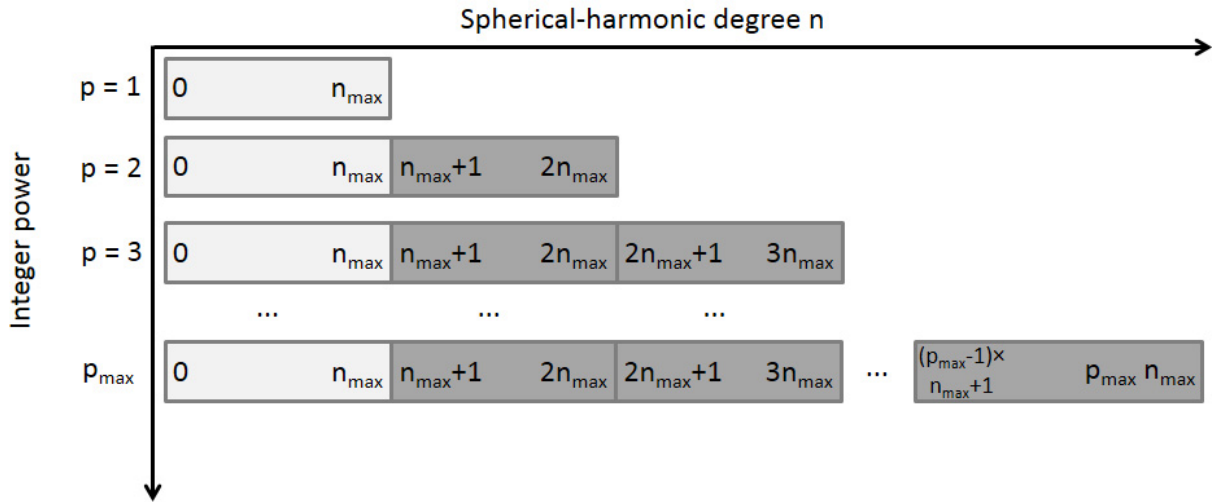 Spherical-harmonic degree n
Integer power
p = 1 0 nmax
p = 2 0 nmax nmax+1 2nmax
p = 3 0 nmax nmax+1 2nmax 2nmax+1 3nmax
... ... ...
pmax 0 nmax nmax+1 2nmax 2nmax+1 3nmax ... (pmax-1)× pmax nmax
nmax+1